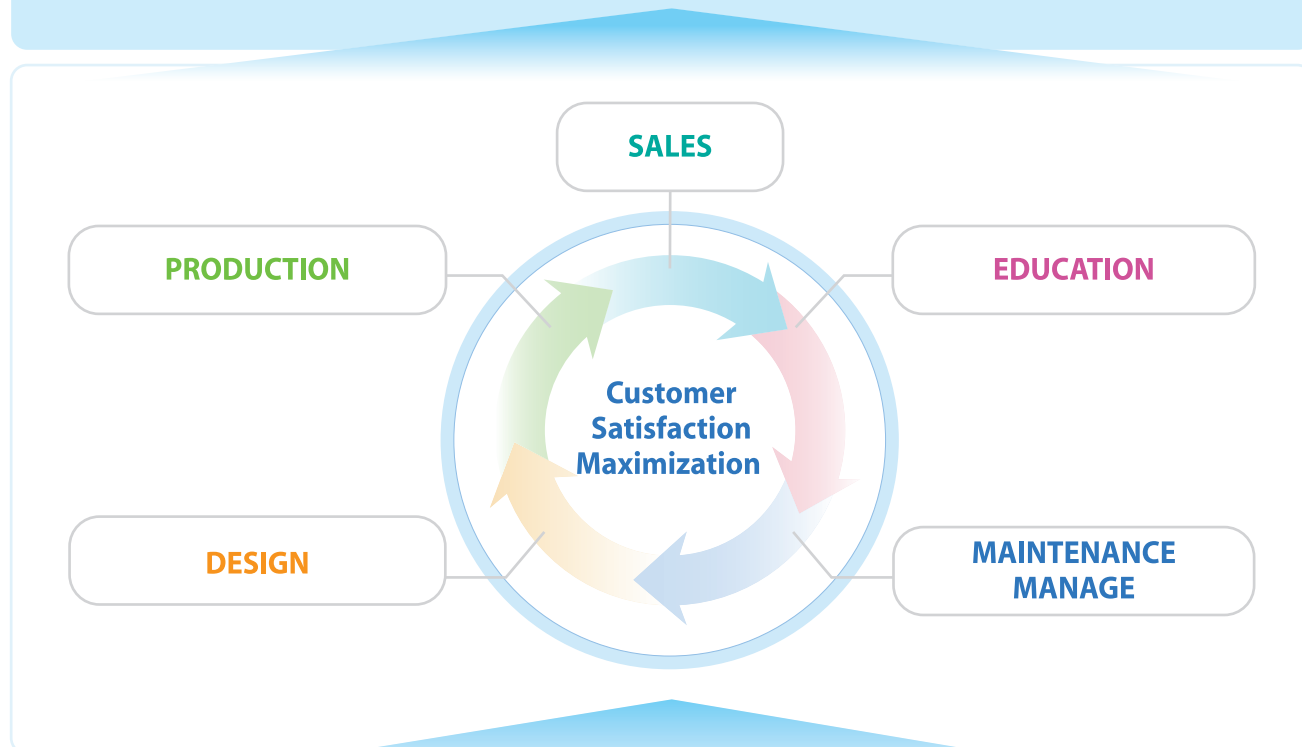 SALES
PRODUCTION
EDUCATION
Customer
Satisfaction
Maximization
DESIGN
MAINTENANCE
MANAGE